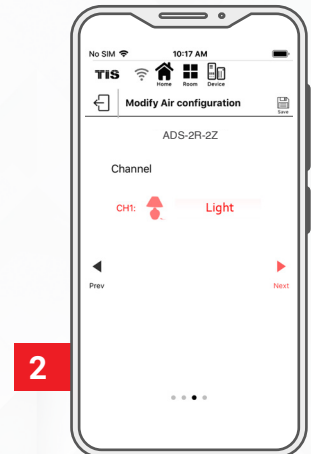 No SIM 10:17 AM
TIS Home Room Device
Modify Air configuration Save
ADS-2R-2Z
Channel
CH1: Light
Prev Next
2